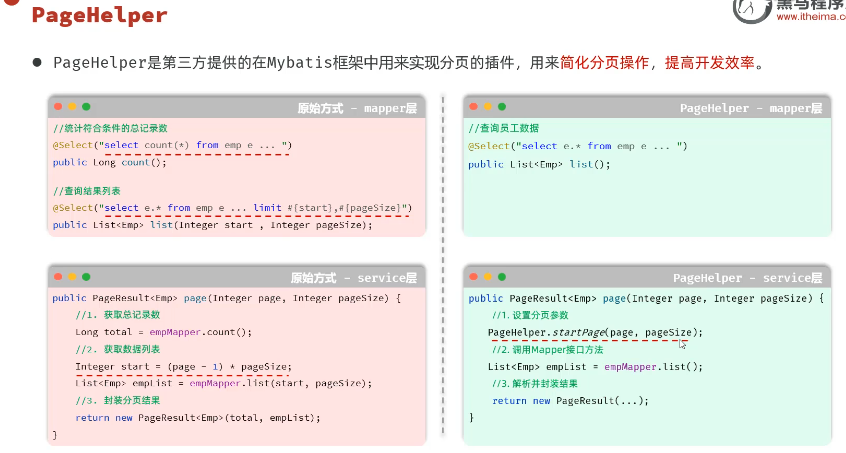 PageHelper
黑马程序
www.itheima.co
● PageHelper是第三方提供的在Mybatis框架中用来实现分页的插件，用来简化分页操作，提高开发效率。
原始方式 - mapper层
//统计符合条件的总记录数
@Select("select count(*) from emp e ... ")
public Long count();
//查询结果列表
@Select("select e.* from emp e ... limit #{start},#{pageSize}")
public List<Emp> list(Integer start , Integer pageSize);
PageHelper - mapper层
//查询员工数据
@Select("select e.* from emp e ... ")
public List<Emp> list();
原始方式 - service层
public PageResult<Emp> page(Integer page, Integer pageSize) {
//1. 获取总记录数
Long total = empMapper.count();
//2. 获取数据列表
Integer start = (page - 1) * pageSize;
List<Emp> empList = empMapper.list(start, pageSize);
//3. 封装分页结果
return new PageResult<Emp>(total, empList);
}
PageHelper - service层
public PageResult<Emp> page(Integer page, Integer pageSize) {
//1. 设置分页参数
PageHelper.startPage(page, pageSize);
//2. 调用Mapper接口方法
List<Emp> empList = empMapper.list();
//3. 解析并封装结果
return new PageResult(...);
}